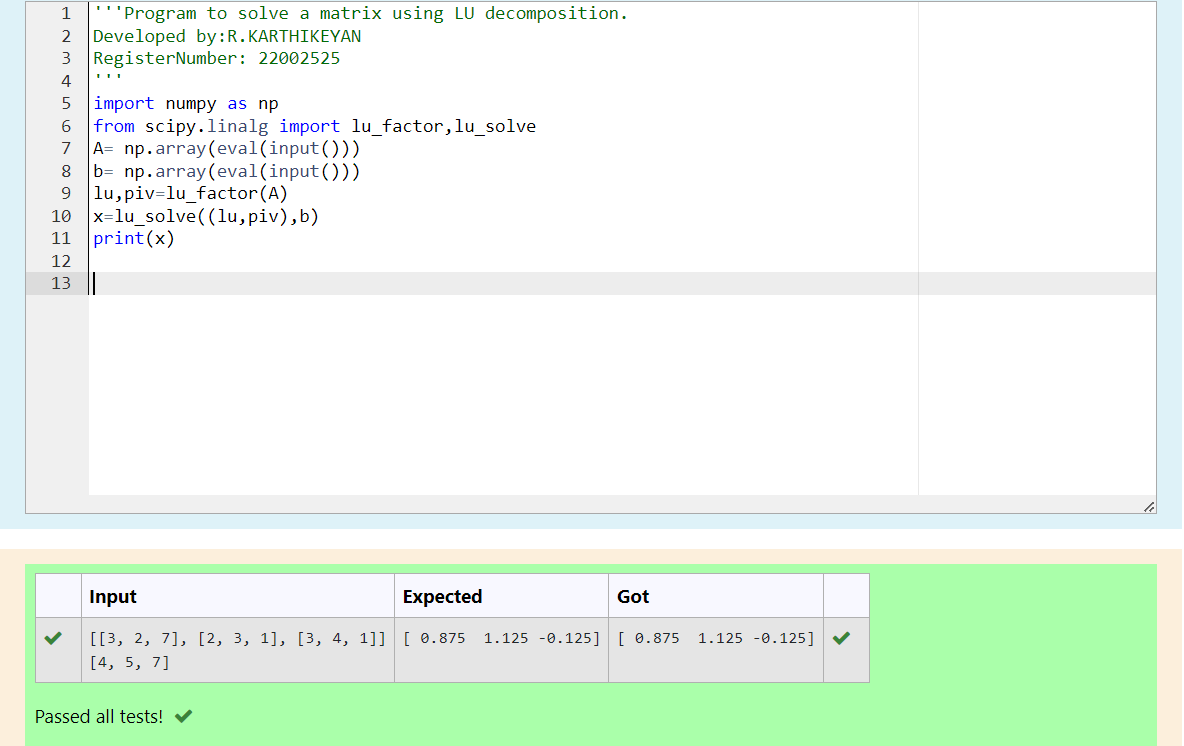 1 '''Program to solve a matrix using LU decomposition.
2 Developed by:R.KARTHIKEYAN
3 RegisterNumber: 22002525
4 '''
5 import numpy as np
6 from scipy.linalg import lu_factor,lu_solve
7 A= np.array(eval(input()))
8 b= np.array(eval(input()))
9 lu,piv=lu_factor(A)
10 x=lu_solve((lu,piv),b)
11 print(x)
12
13
Input Expected Got
[[3, 2, 7], [2, 3, 1], [3, 4, 1]] [ 0.875  1.125 -0.125] [ 0.875  1.125 -0.125]
[4, 5, 7]
Passed all tests!